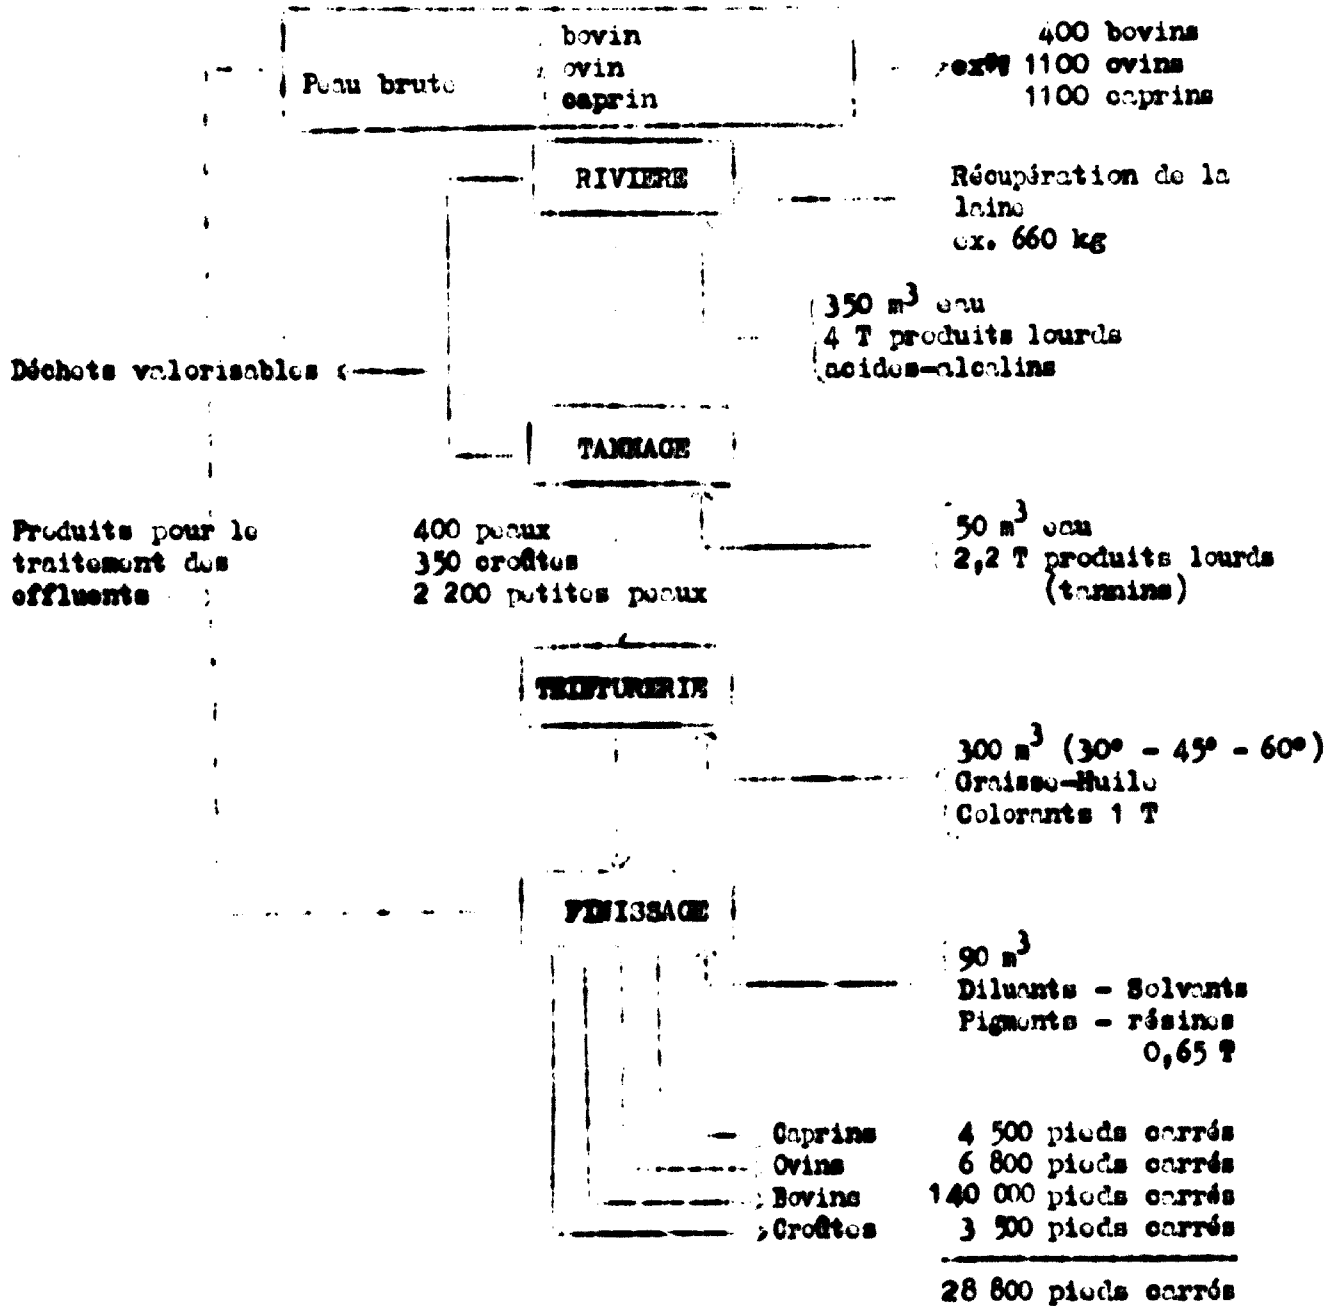 Peau brute
bovin
ovin
caprin
400 bovins
ex 1100 ovins
1100 caprins
RIVIERE
Récupération de la
laine
ex. 660 kg
350 m³ eau
4 T produits lourds
acides-alcalins
Déchets valorisables
TANNAGE
Produits pour le
traitement des
effluents
400 peaux
350 croûtes
2 200 petites peaux
50 m³ eau
2,2 T produits lourds
(tannins)
TEINTURERIE
300 m³ (30° - 45° - 60°)
Graisse-Huile
Colorants 1 T
FINISSAGE
90 m³
Diluants - Solvants
Pigments - résines
0,65 T
Caprins 4 500 pieds carrés
Ovins 6 800 pieds carrés
Bovins 140 000 pieds carrés
Croûtes 3 500 pieds carrés
28 800 pieds carrés